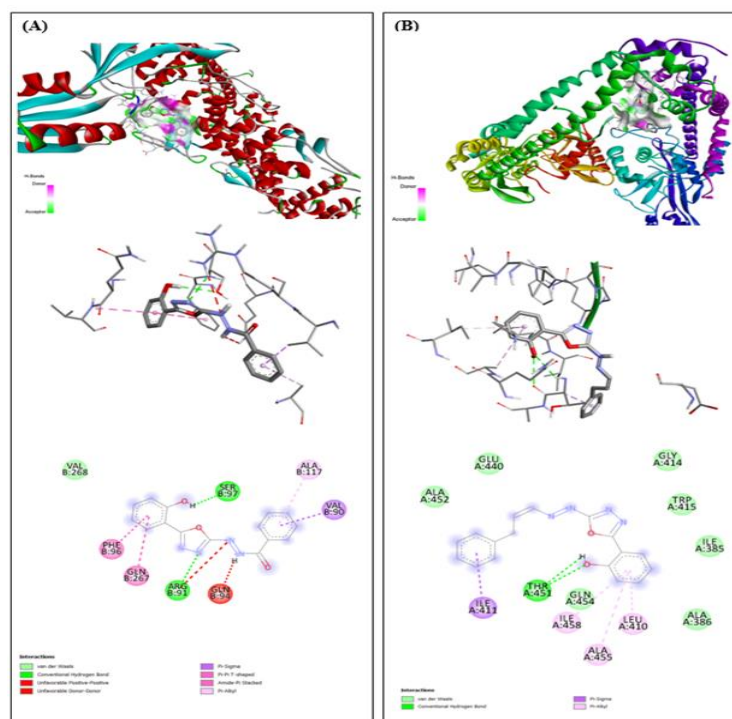 (A)
H-Bonds
Donor
Acceptor
VAL
B:268
SER
B:97
H
ALA
B:117
VAL
B:90
PHE
B:96
GLN
B:267
ARG
B:91
GLN
B:94
Interactions
van der Waals
Conventional Hydrogen Bond
Unfavorable Positive-Positive
Unfavorable Donor-Donor
Pi-Sigma
Pi-Pi T-shaped
Amide-Pi Stacked
Pi-Alkyl
(B)
H-Bonds
Donor
Acceptor
GLU
A:440
GLY
A:414
ALA
A:452
TRP
A:415
ILE
A:385
H
THR
A:451
GLN
A:454
ILE
A:411
ILE
A:458
LEU
A:410
ALA
A:386
ALA
A:455
Interactions
van der Waals
Conventional Hydrogen Bond
Pi-Sigma
Pi-Alkyl